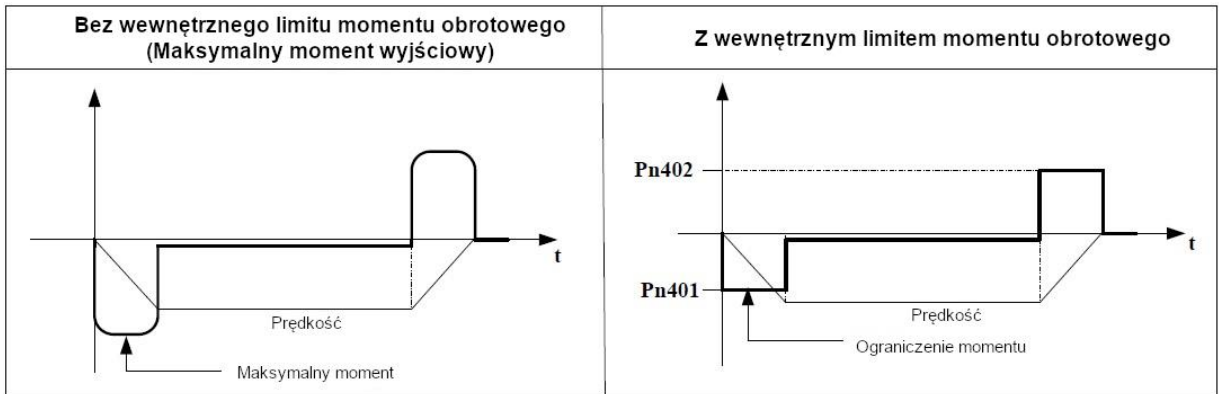 Bez wewnętrznego limitu momentu obrotowego
(Maksymalny moment wyjściowy)
t
Prędkość
Maksymalny moment
Z wewnętrznym limitem momentu obrotowego
Pn402
t
Pn401
Prędkość
Ograniczenie momentu